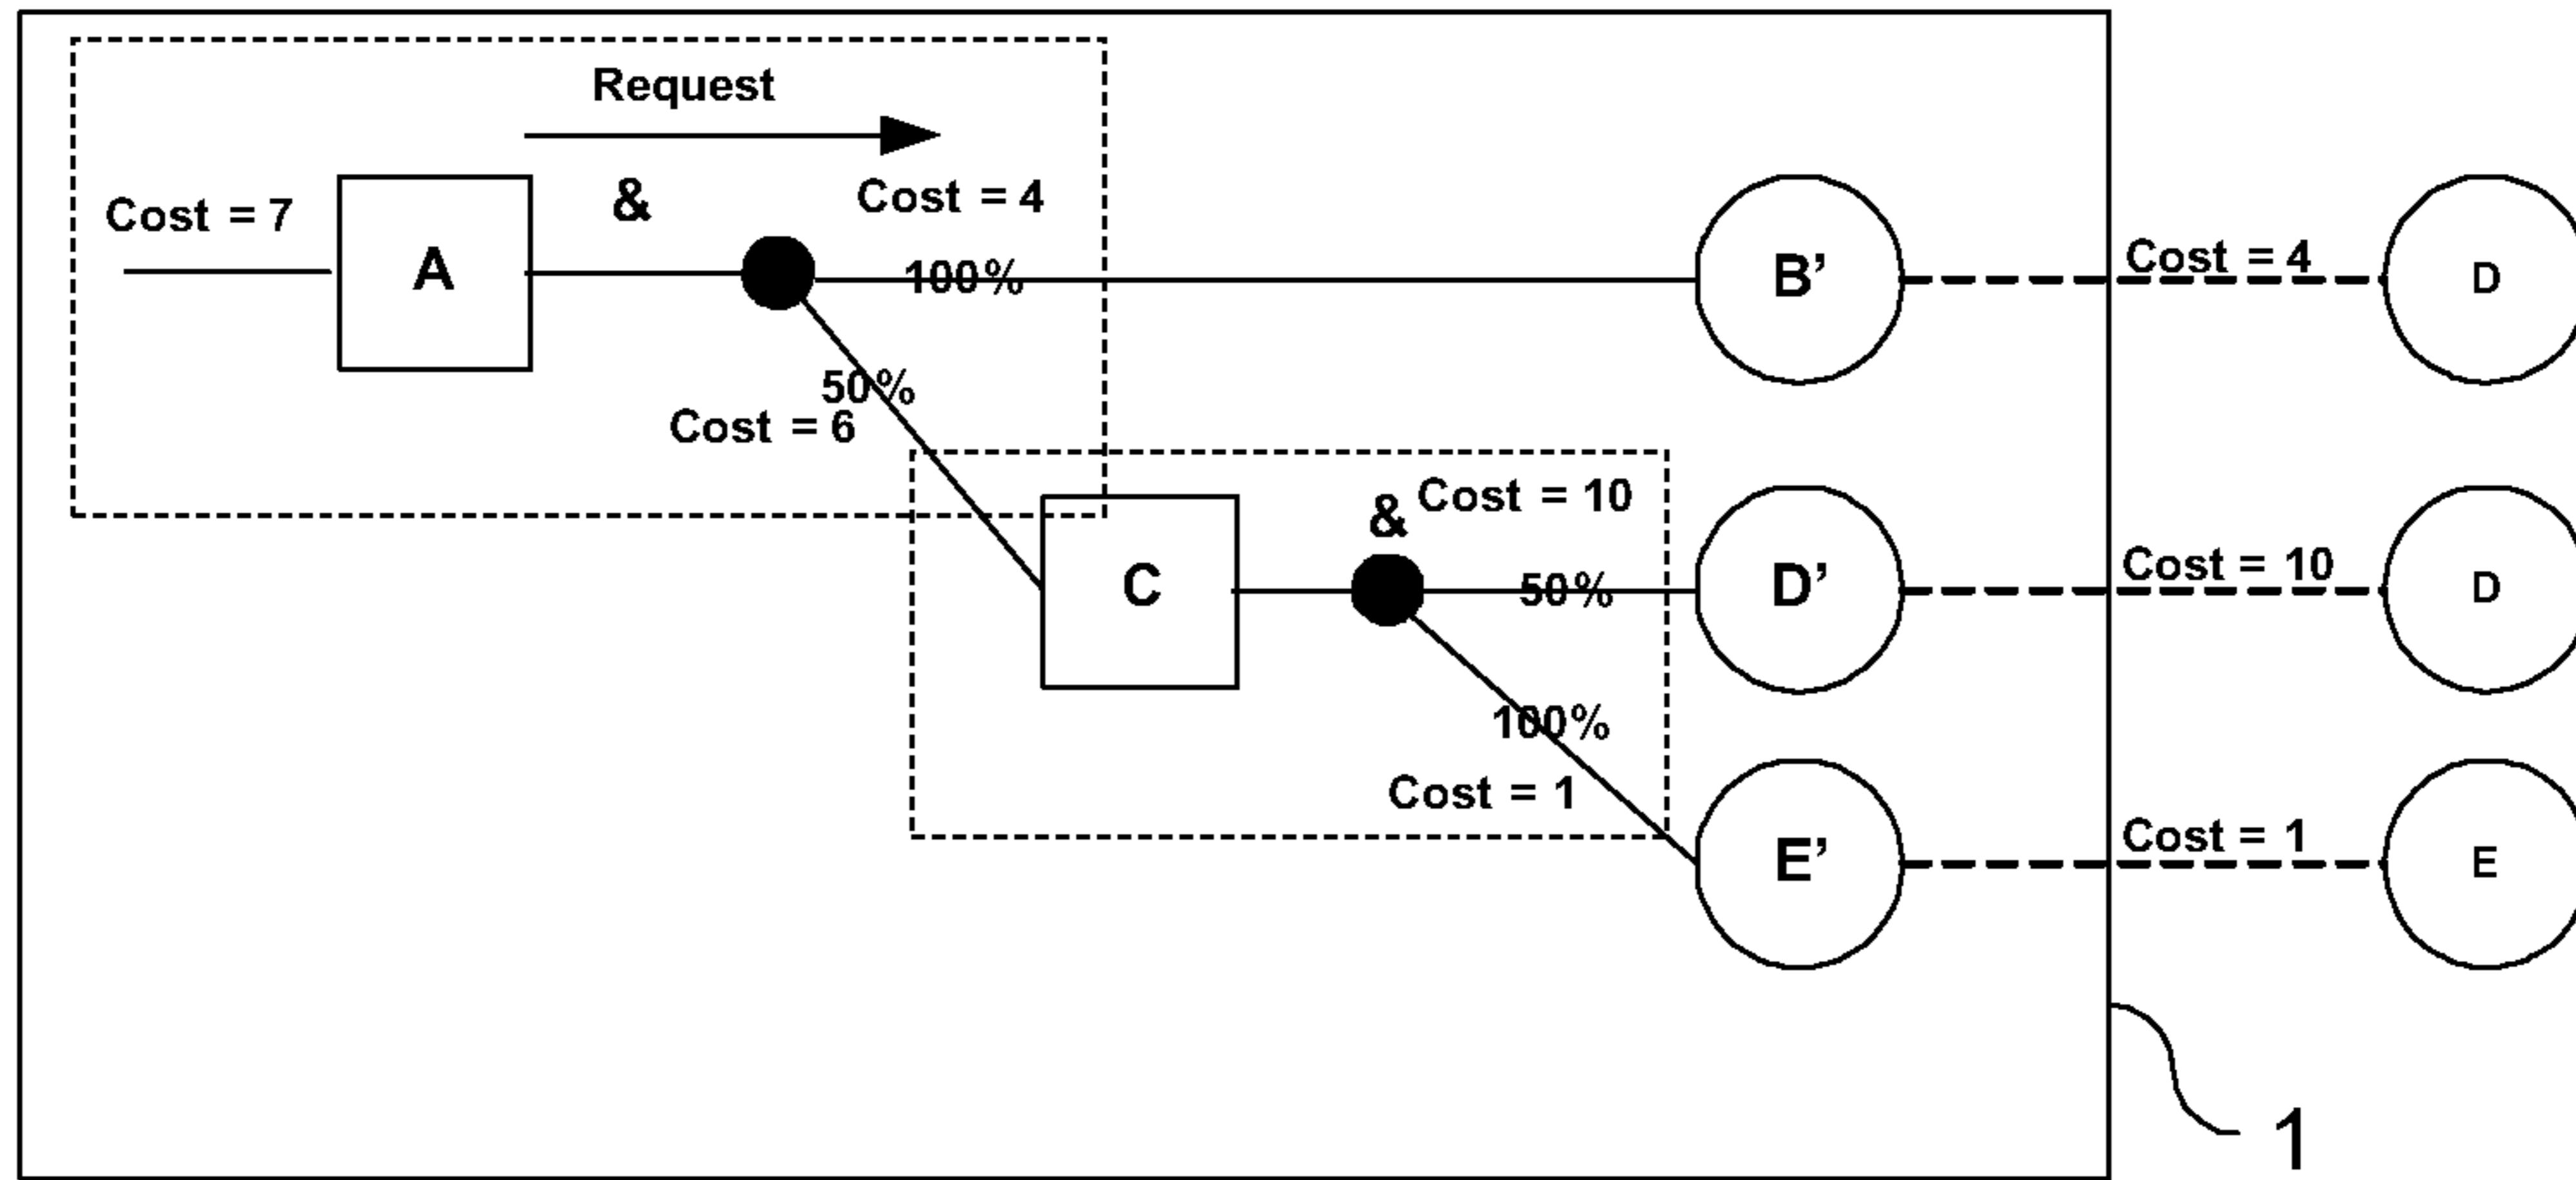 Request
Cost = 7
A
&
Cost = 4
100%
B’
Cost = 4
D
50%
Cost = 6
C
&
Cost = 10
50%
D’
Cost = 10
D
100%
Cost = 1
E’
Cost = 1
E
1